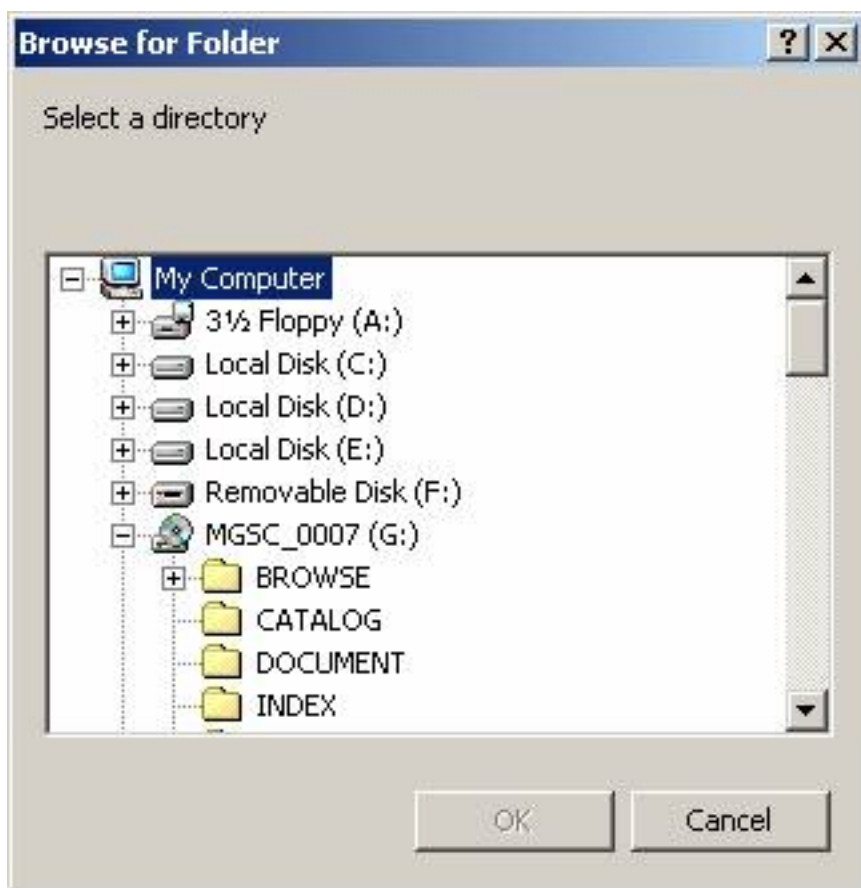 Browse for Folder
Select a directory
My Computer
3½ Floppy (A:)
Local Disk (C:)
Local Disk (D:)
Local Disk (E:)
Removable Disk (F:)
MGSC_0007 (G:)
BROWSE
CATALOG
DOCUMENT
INDEX
OK Cancel